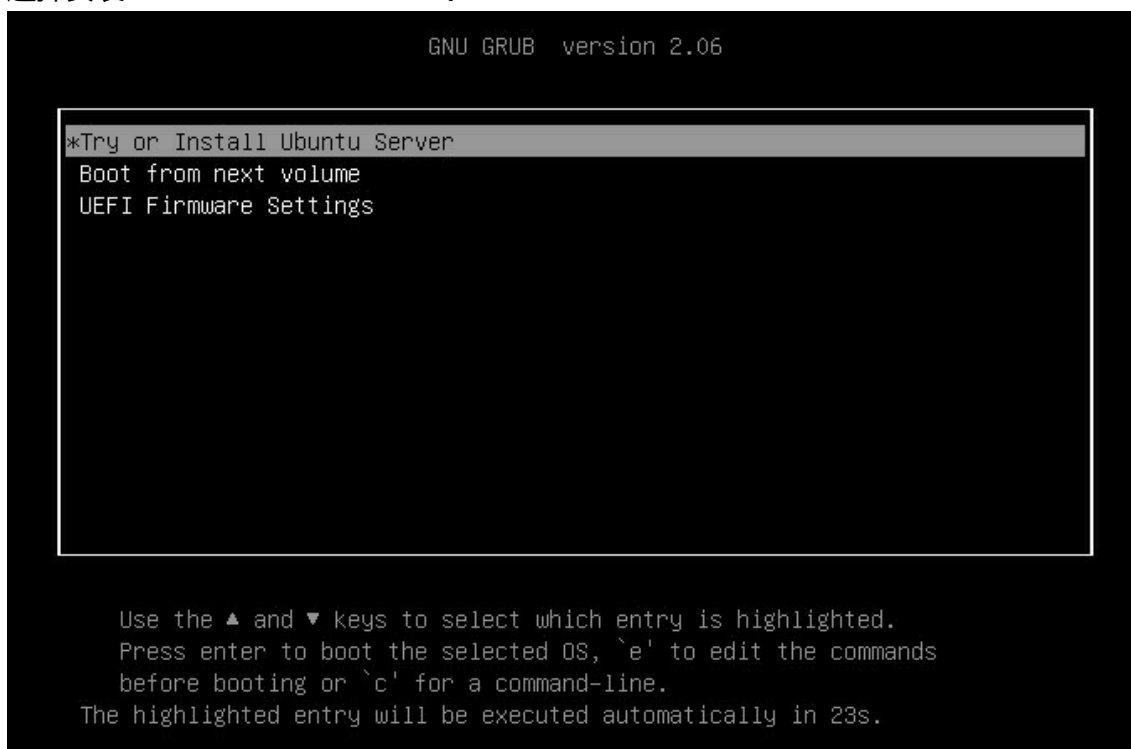 GNU GRUB version 2.06
*Try or Install Ubuntu Server
Boot from next volume
UEFI Firmware Settings
Use the ▲ and ▼ keys to select which entry is highlighted.
Press enter to boot the selected OS, `e' to edit the commands
before booting or `c' for a command-line.
The highlighted entry will be executed automatically in 23s.